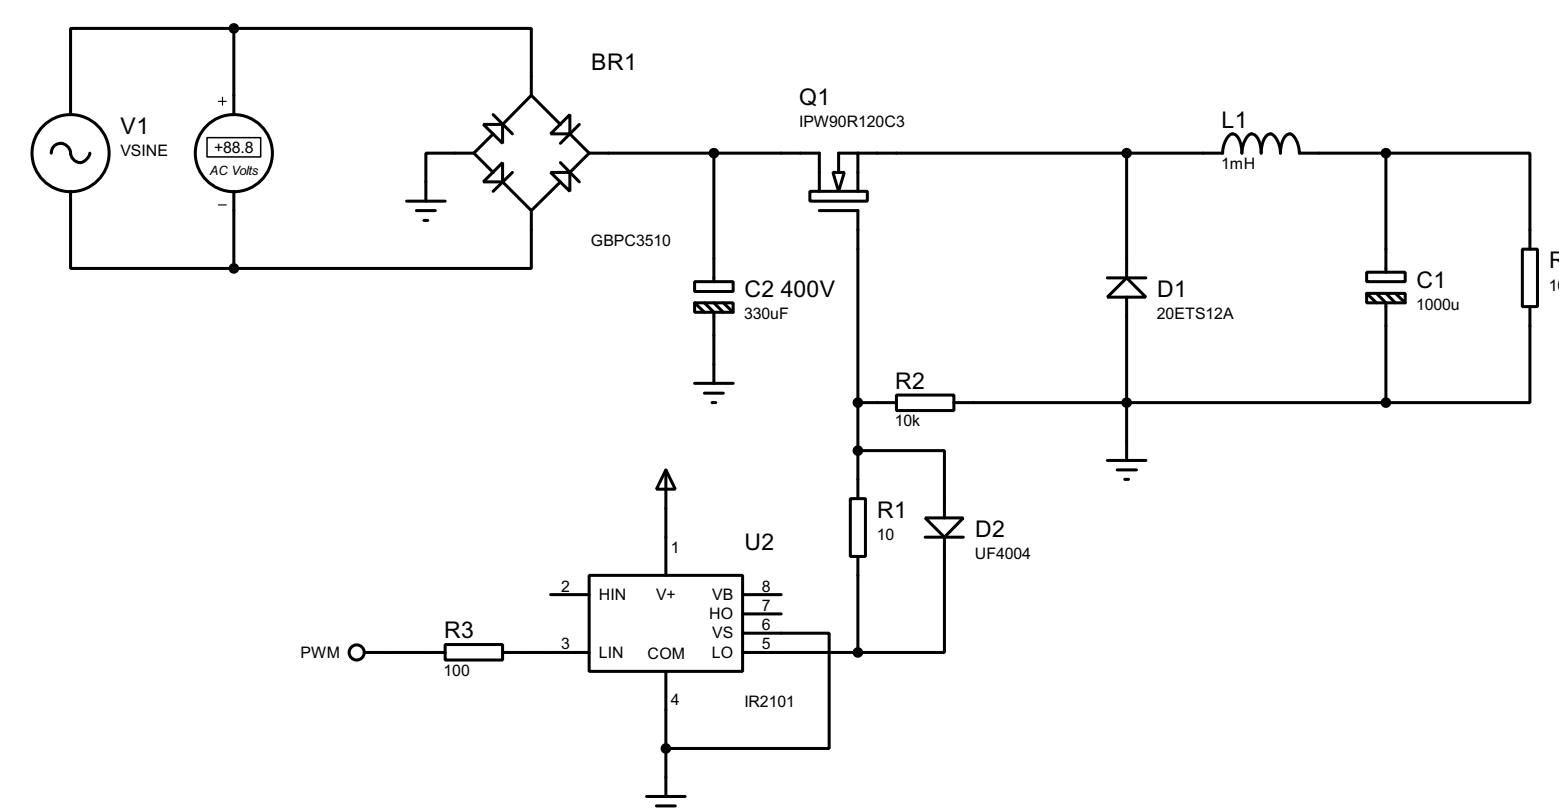 BR1
Q1
IPW90R120C3
V1
VSINE
+
+88.8
AC Volts
−
L1
1mH
GBPC3510
C2 400V
330uF
D1
20ETS12A
C1
1000u
R2
10k
R1
10
D2
UF4004
U2
1
2
HIN
V+
VB
8
HO
7
VS
6
R3
100
PWM
3
LIN
COM
LO
5
4
IR2101